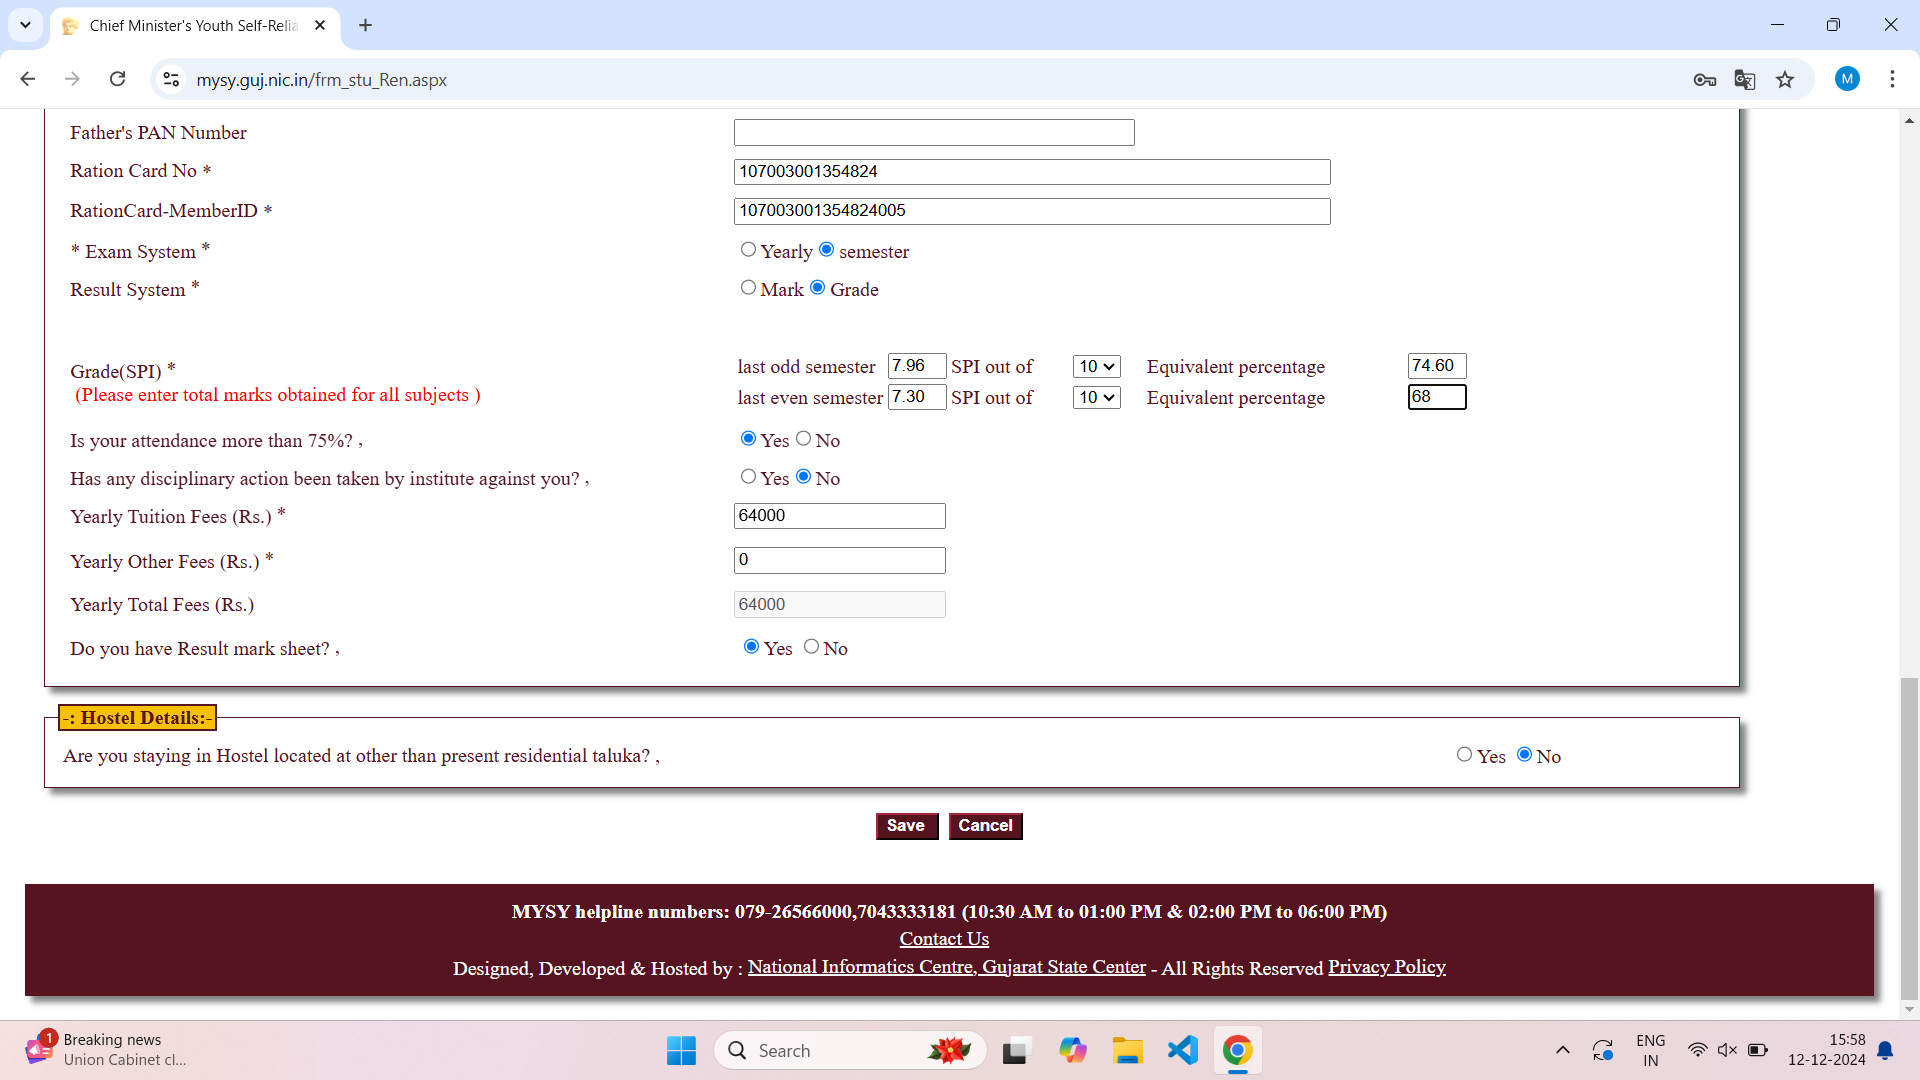 Chief Minister's Youth Self-Relia
mysy.guj.nic.in/frm_stu_Ren.aspx
M
Father's PAN Number
Ration Card No * 107003001354824
RationCard-MemberID * 107003001354824005
* Exam System * Yearly semester
Result System * Mark Grade
Grade(SPI) * last odd semester 7.96 SPI out of 10 Equivalent percentage 74.60
(Please enter total marks obtained for all subjects ) last even semester 7.30 SPI out of 10 Equivalent percentage 68
Is your attendance more than 75%? , Yes No
Has any disciplinary action been taken by institute against you? , Yes No
Yearly Tuition Fees (Rs.) * 64000
Yearly Other Fees (Rs.) * 0
Yearly Total Fees (Rs.) 64000
Do you have Result mark sheet? , Yes No
-: Hostel Details:-
Are you staying in Hostel located at other than present residential taluka? , Yes No
Save Cancel
MYSY helpline numbers: 079-26566000,7043333181 (10:30 AM to 01:00 PM & 02:00 PM to 06:00 PM)
Contact Us
Designed, Developed & Hosted by : National Informatics Centre, Gujarat State Center - All Rights Reserved Privacy Policy
1 Breaking news
Union Cabinet cl...
Search
ENG
IN
15:58
12-12-2024